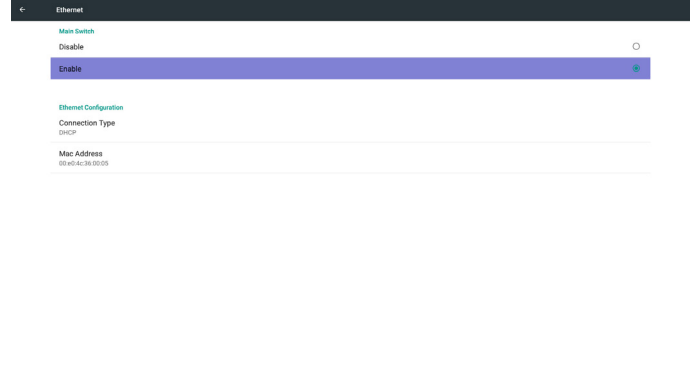 Ethernet
Main Switch
Disable
Enable
Ethernet Configuration
Connection Type
DHCP
Mac Address
00:e0:4c:36:00:05